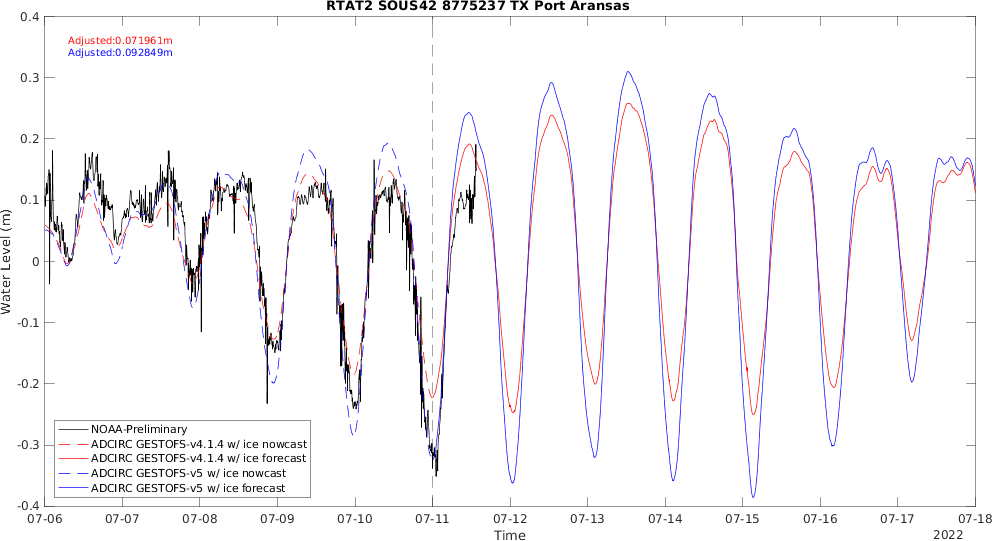 RTAT2 SOUS42 8775237 TX Port Aransas
Adjusted:0.071961m
Adjusted:0.092849m
0.4
0.3
0.2
0.1
0
-0.1
-0.2
-0.3
-0.4
Water Level (m)
NOAA-Preliminary
ADCIRC GESTOFS-v4.1.4 w/ ice nowcast
ADCIRC GESTOFS-v4.1.4 w/ ice forecast
ADCIRC GESTOFS-v5 w/ ice nowcast
ADCIRC GESTOFS-v5 w/ ice forecast
07-06 07-07 07-08 07-09 07-10 07-11 07-12 07-13 07-14 07-15 07-16 07-17 07-18
Time
2022